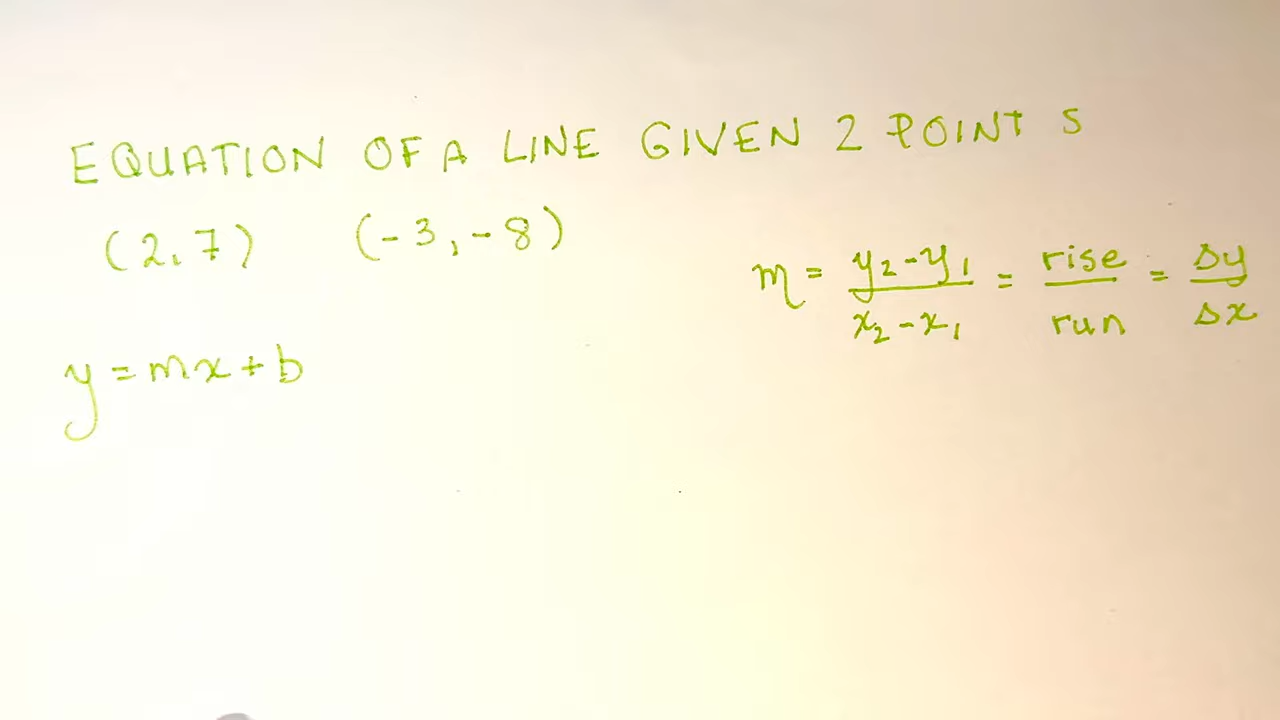 EQUATION OF A LINE GIVEN 2 POINTS
(2,7) (-3,-8)
m = y₂-y₁/x₂-x₁ = rise/run = Δy/Δx
y = mx + b